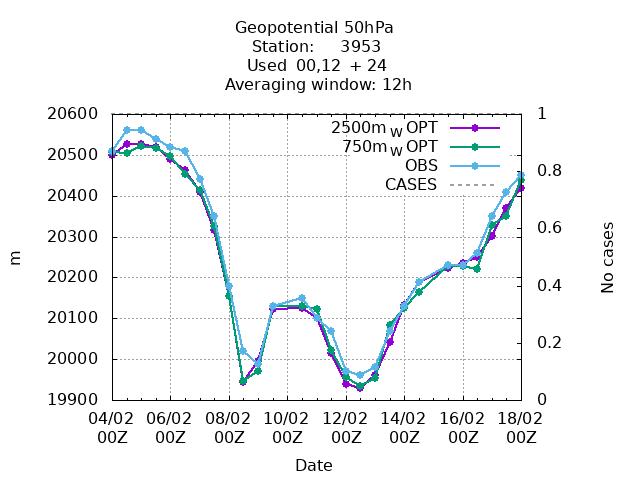 Geopotential 50hPa
Station: 3953
Used 00,12 + 24
Averaging window: 12h
20600
20500
20400
20300
20200
20100
20000
19900
1
0.8
0.6
0.4
0.2
0
2500m W OPT
750m W OPT
OBS
CASES
m
No cases
04/02 06/02 08/02 10/02 12/02 14/02 16/02 18/02
00Z 00Z 00Z 00Z 00Z 00Z 00Z 00Z
Date